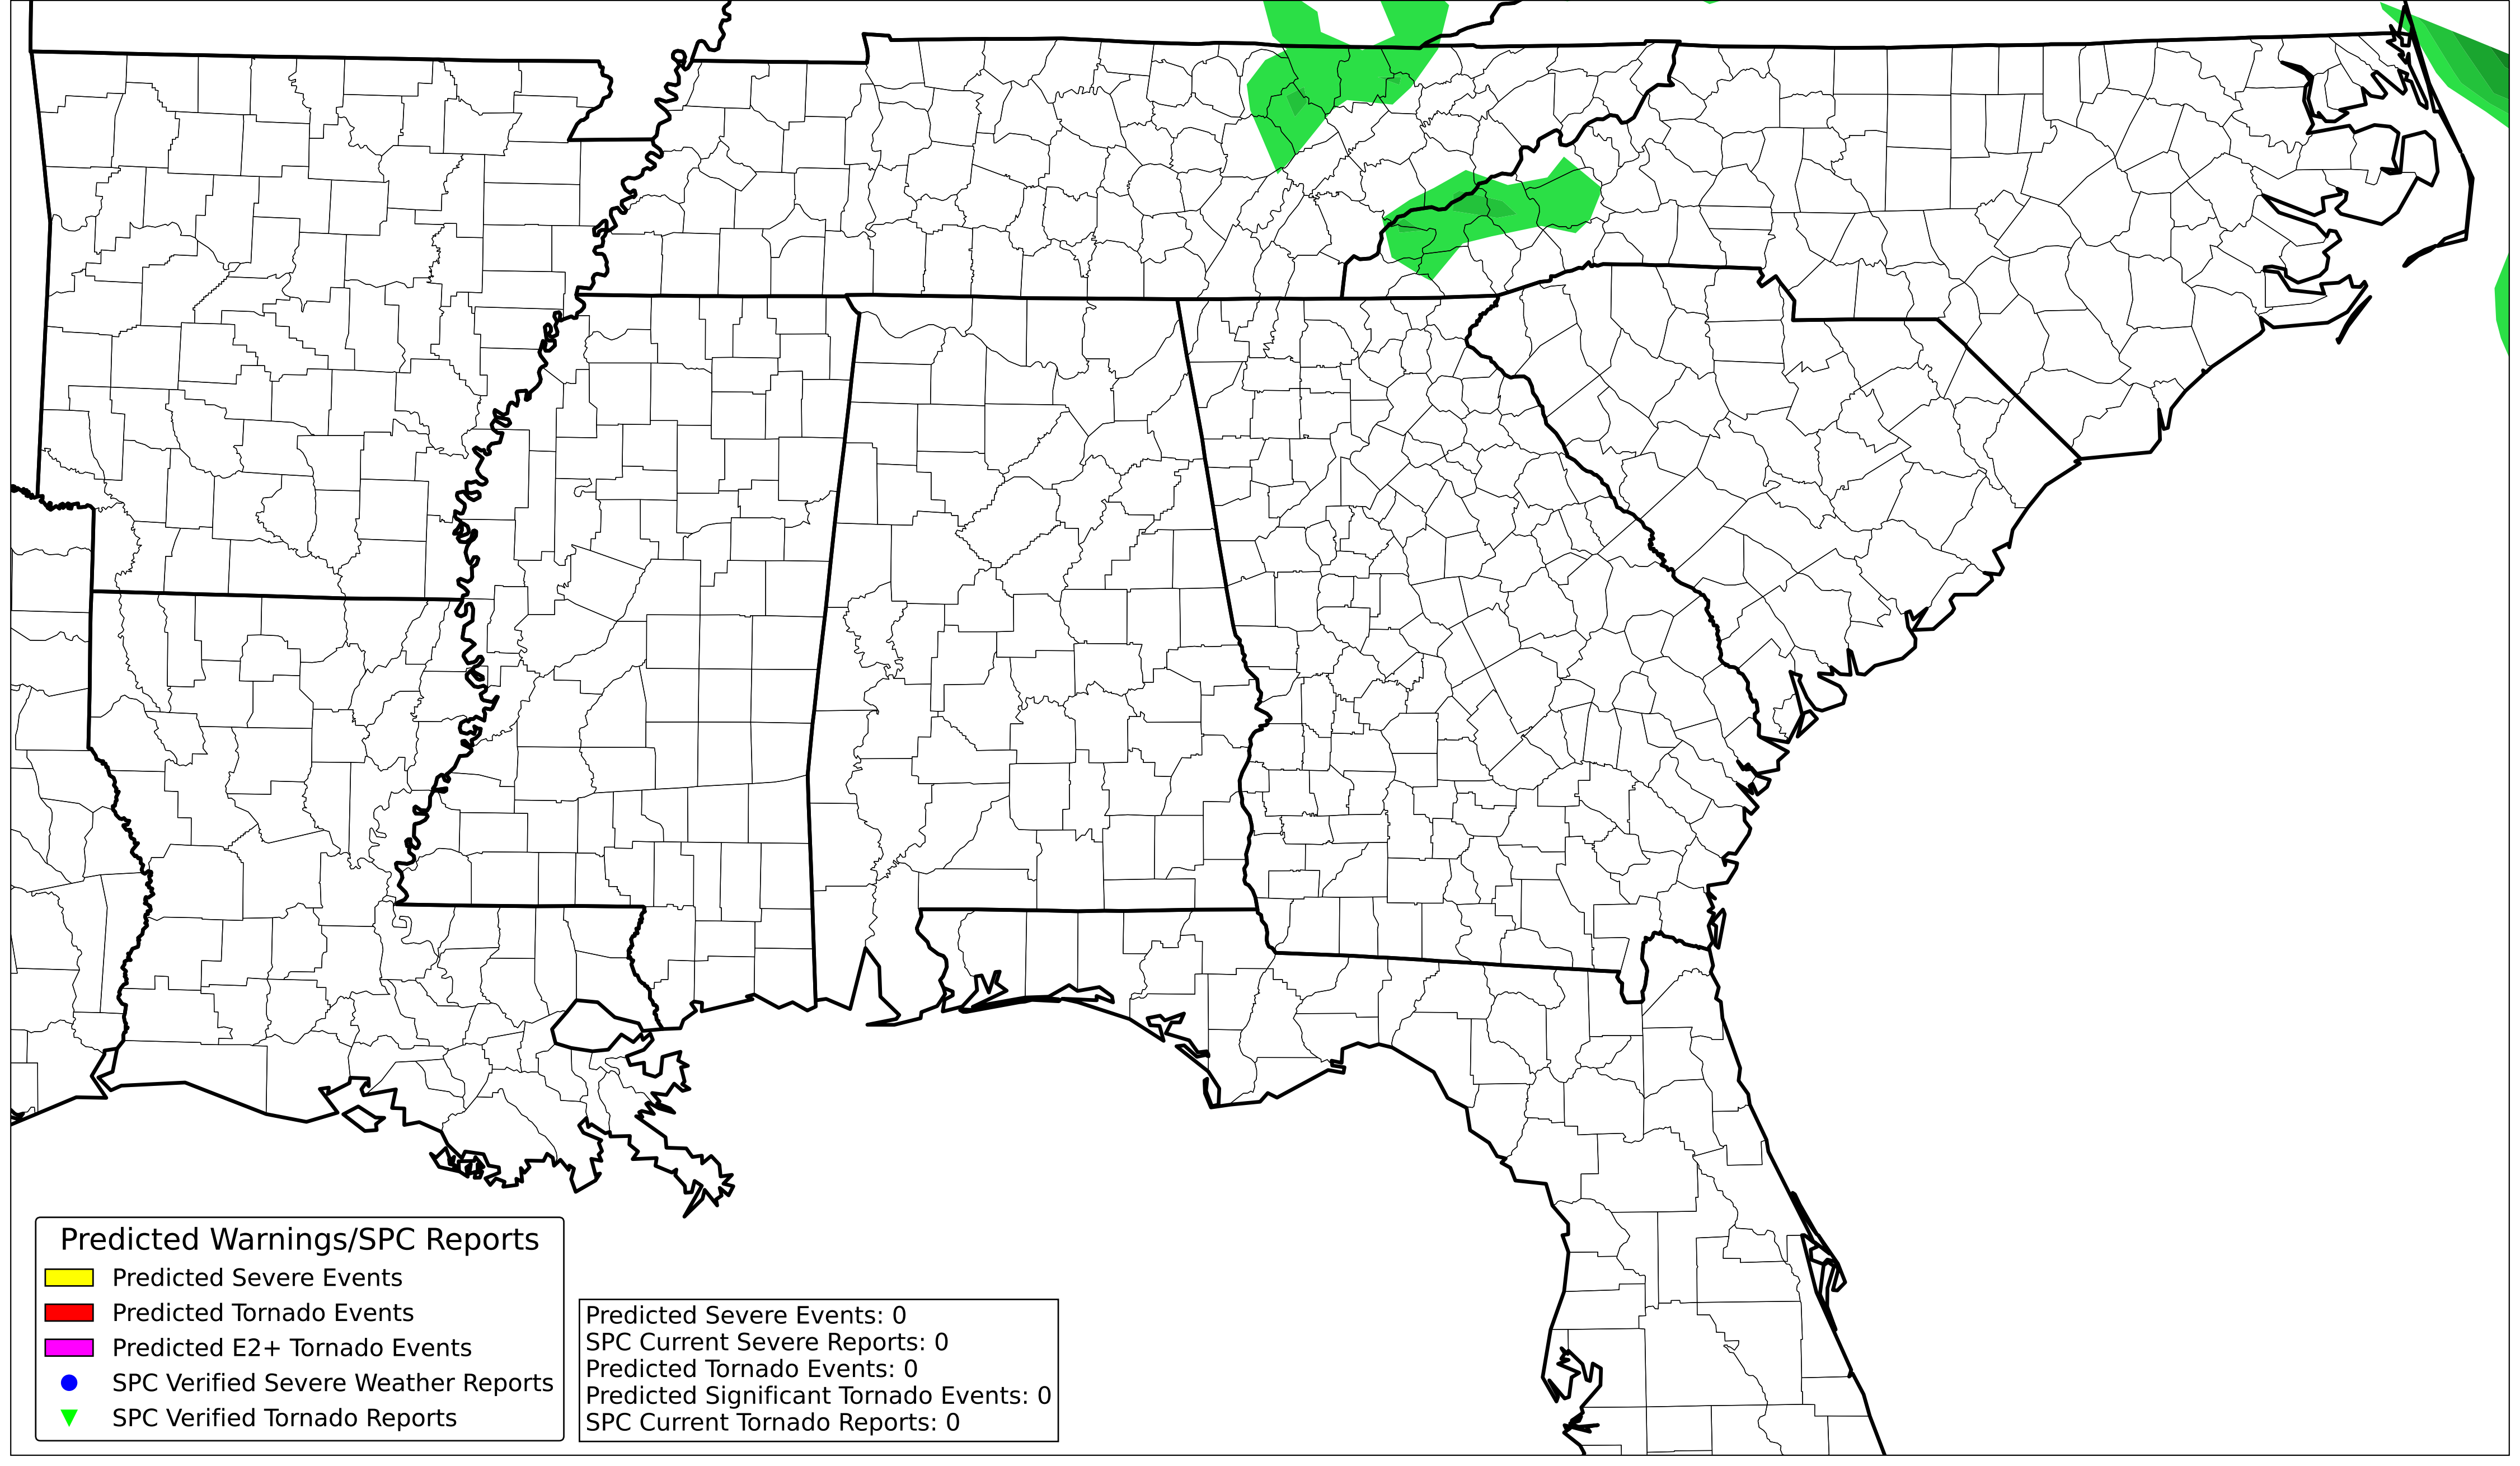 Predicted Warnings/SPC Reports
Predicted Severe Events
Predicted Tornado Events
Predicted E2+ Tornado Events
SPC Verified Severe Weather Reports
SPC Verified Tornado Reports
Predicted Severe Events: 0
SPC Current Severe Reports: 0
Predicted Tornado Events: 0
Predicted Significant Tornado Events: 0
SPC Current Tornado Reports: 0